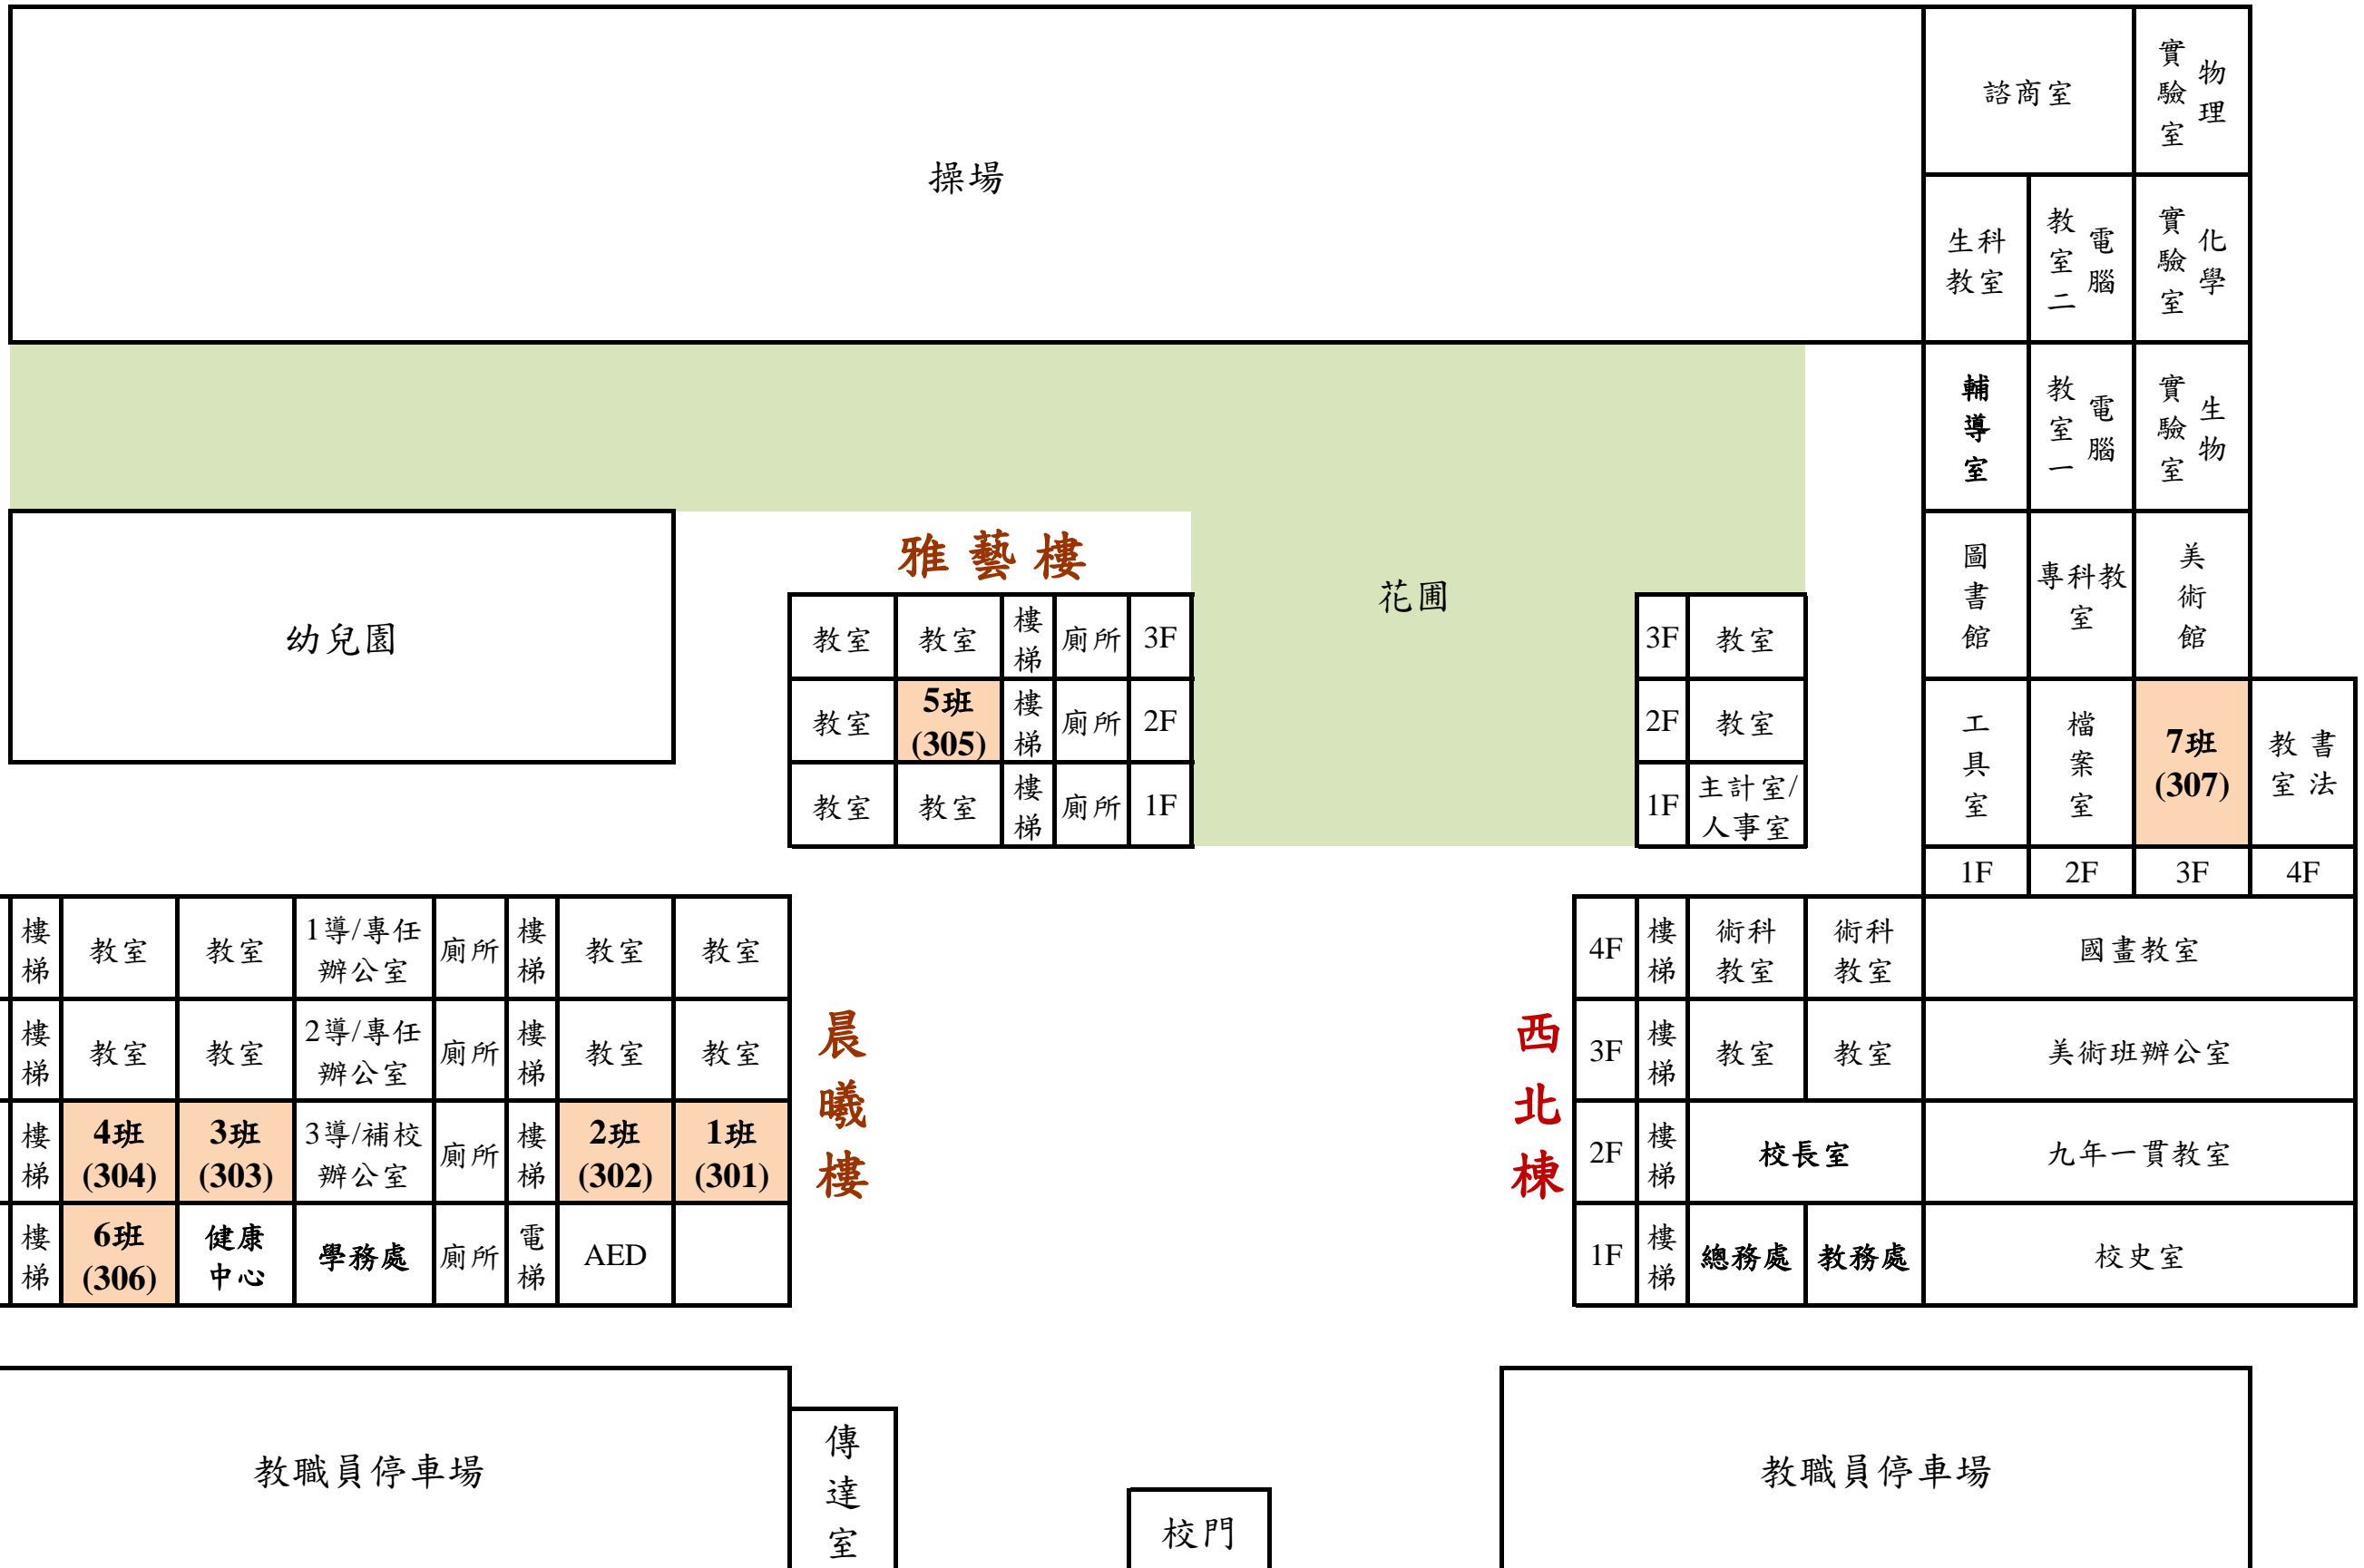 操場
諮商室
物理
實驗室
生科
教室
電腦
教室二
化學
實驗室
輔導室
電腦
教室一
生物
實驗室
雅藝樓
幼兒園
花圃
圖書館
專科教
室
美術館
教室
教室
樓梯
廁所
3F
3F
教室
教室
5班
(305)
樓梯
廁所
2F
2F
教室
工具室
檔案室
7班
(307)
書法
教室
教室
教室
樓梯
廁所
1F
1F
主計室/
人事室
1F
2F
3F
4F
樓梯
教室
教室
1導/專任
辦公室
廁所
樓梯
教室
教室
4F
樓梯
術科
教室
術科
教室
國畫教室
晨曦樓
西北棟
樓梯
教室
教室
2導/專任
辦公室
廁所
樓梯
教室
教室
3F
樓梯
教室
教室
美術班辦公室
樓梯
4班
(304)
3班
(303)
3導/補校
辦公室
廁所
樓梯
2班
(302)
1班
(301)
2F
樓梯
校長室
九年一貫教室
樓梯
6班
(306)
健康
中心
學務處
廁所
電梯
AED
1F
樓梯
總務處
教務處
校史室
教職員停車場
傳達室
校門
教職員停車場